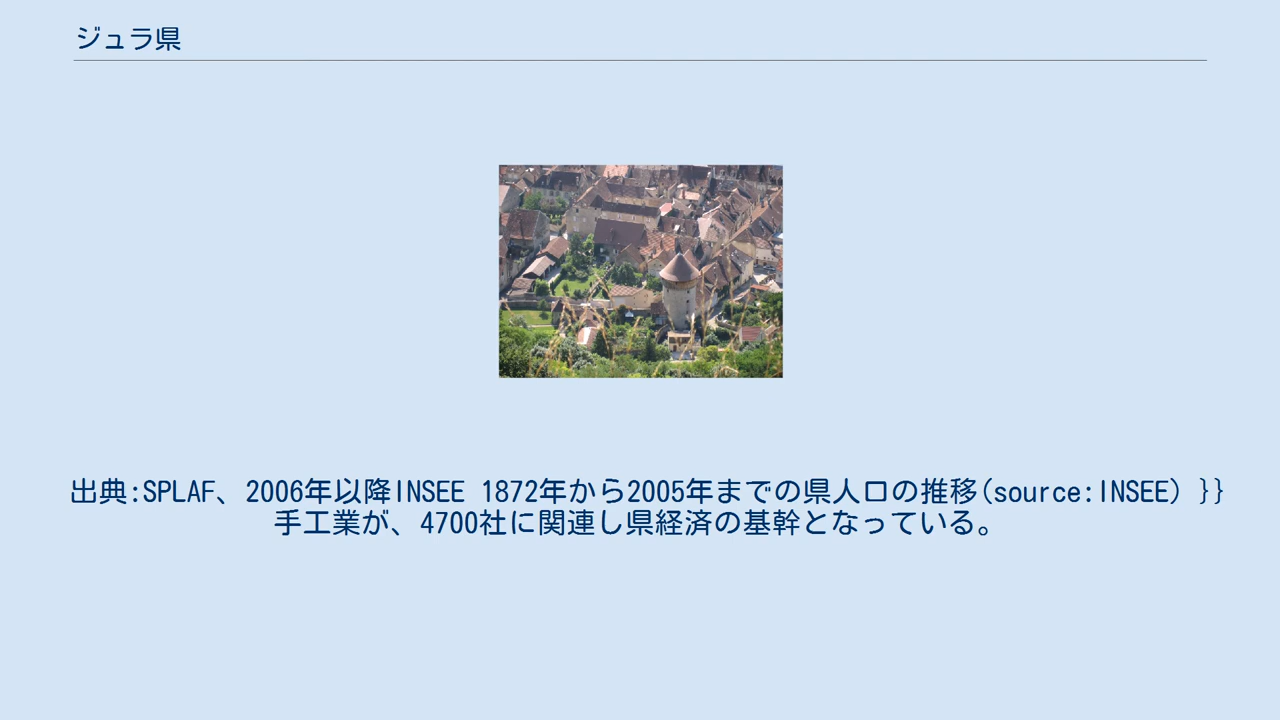 ジュラ県
出典:SPLAF、2006年以降INSEE 1872年から2005年までの県人口の推移(source:INSEE) }}
手工業が、4700社に関連し県経済の基幹となっている。